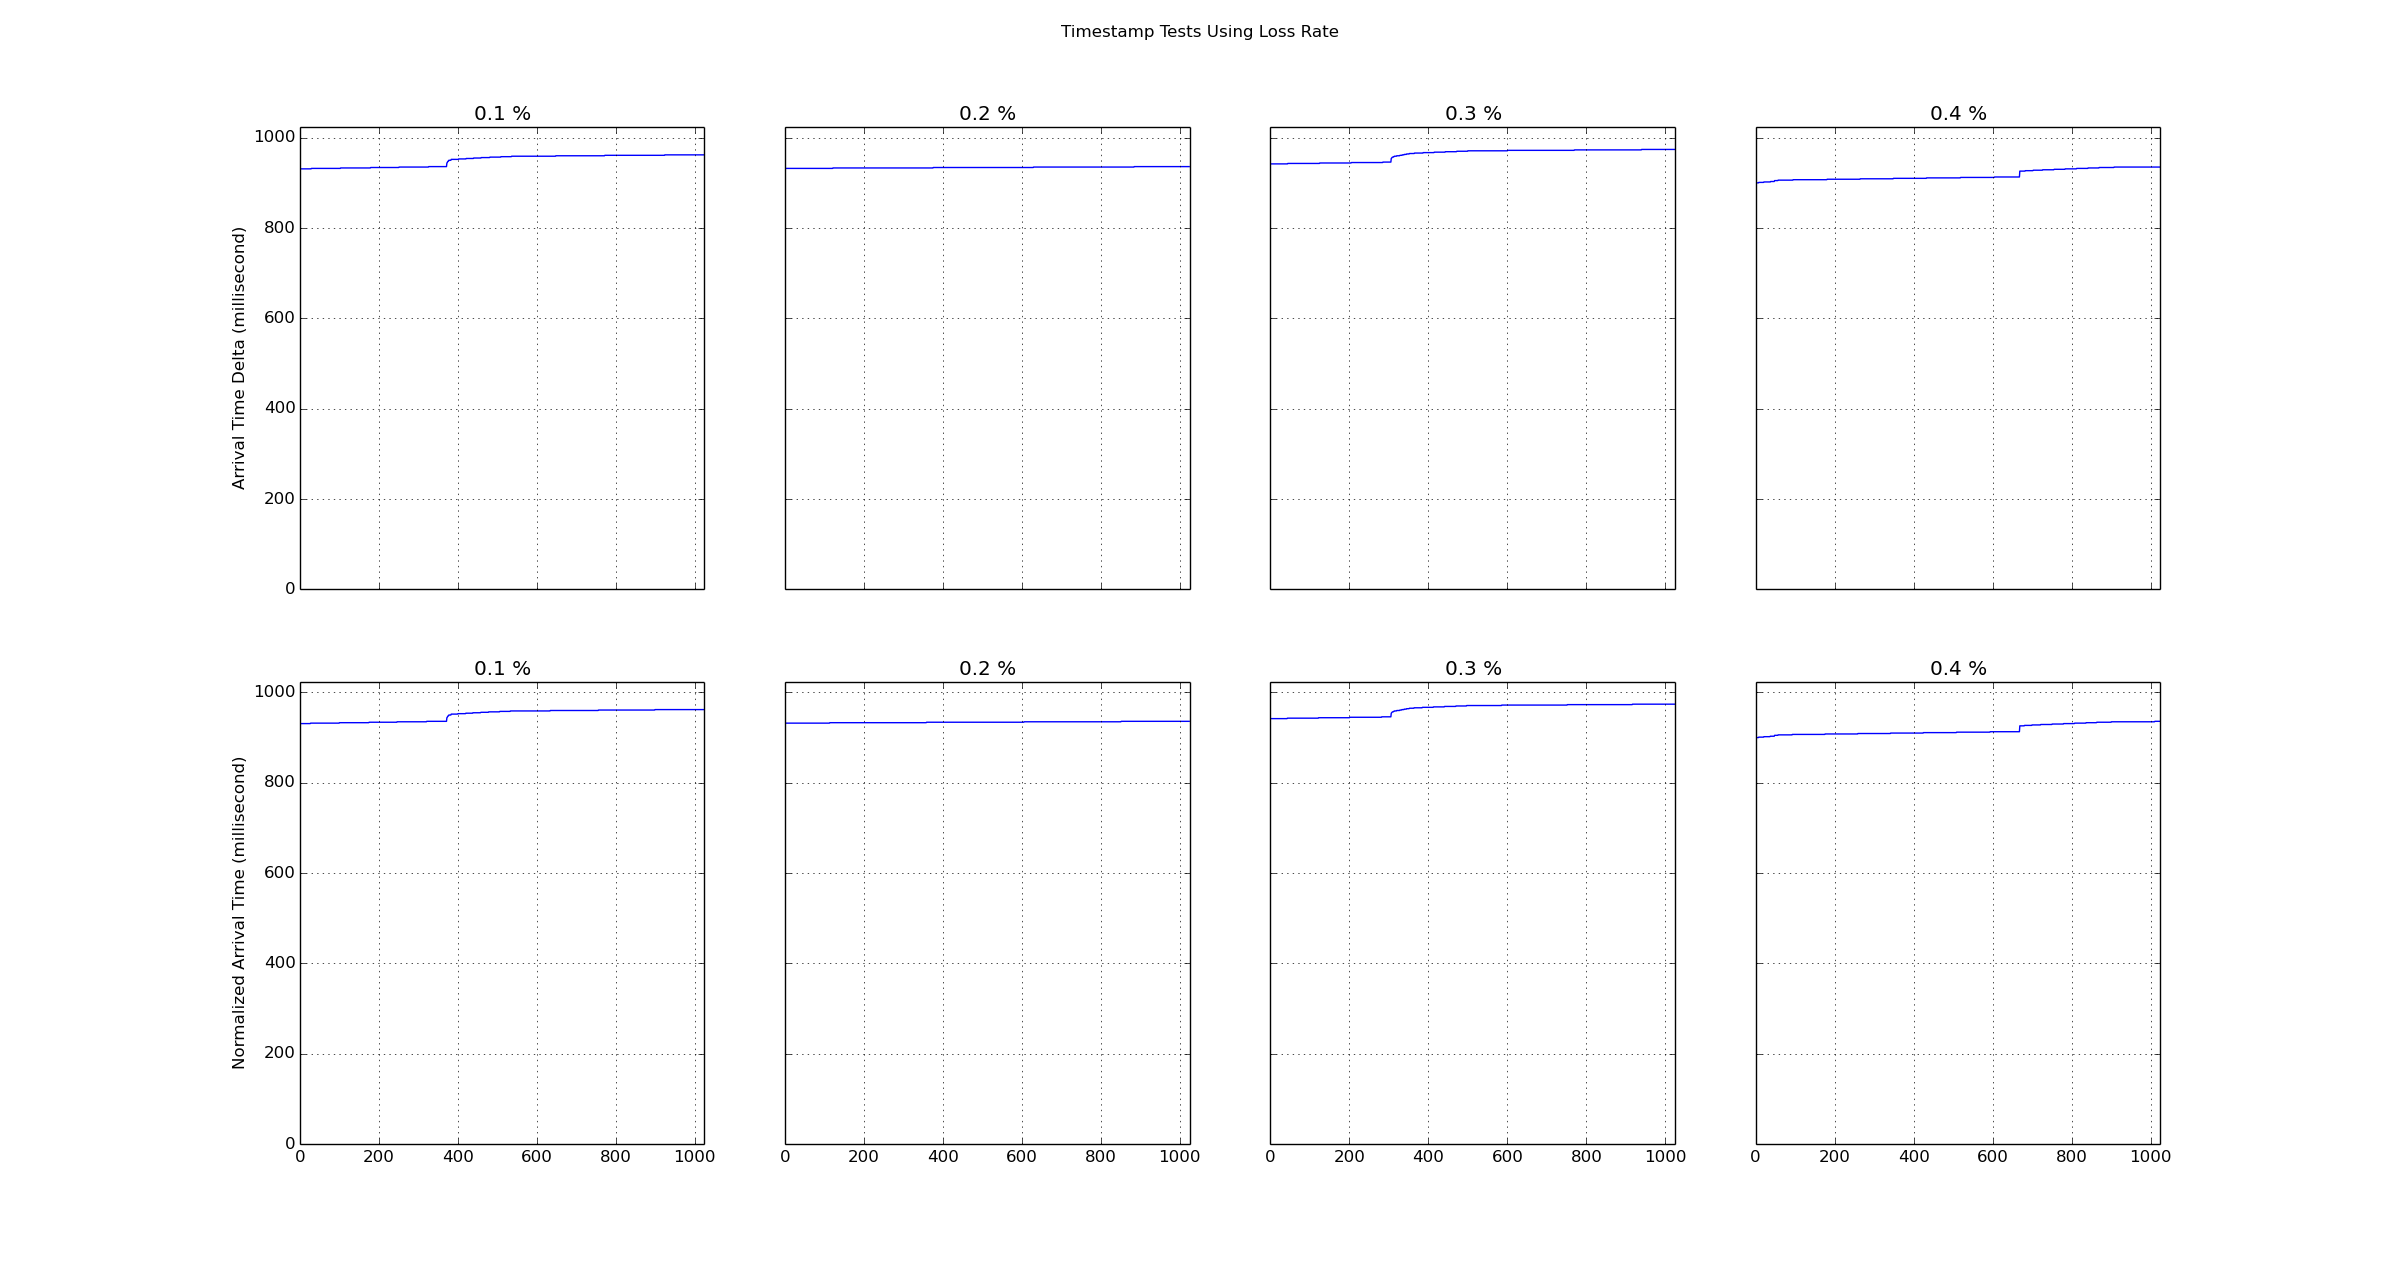 Timestamp Tests Using Loss Rate
0.1 % 0.2 % 0.3 % 0.4 %
1000
800
600
400
200
0
Arrival Time Delta (millisecond)
0.1 % 0.2 % 0.3 % 0.4 %
1000
800
600
400
200
0
Normalized Arrival Time (millisecond)
0 200 400 600 800 1000 0 200 400 600 800 1000 0 200 400 600 800 1000 0 200 400 600 800 1000